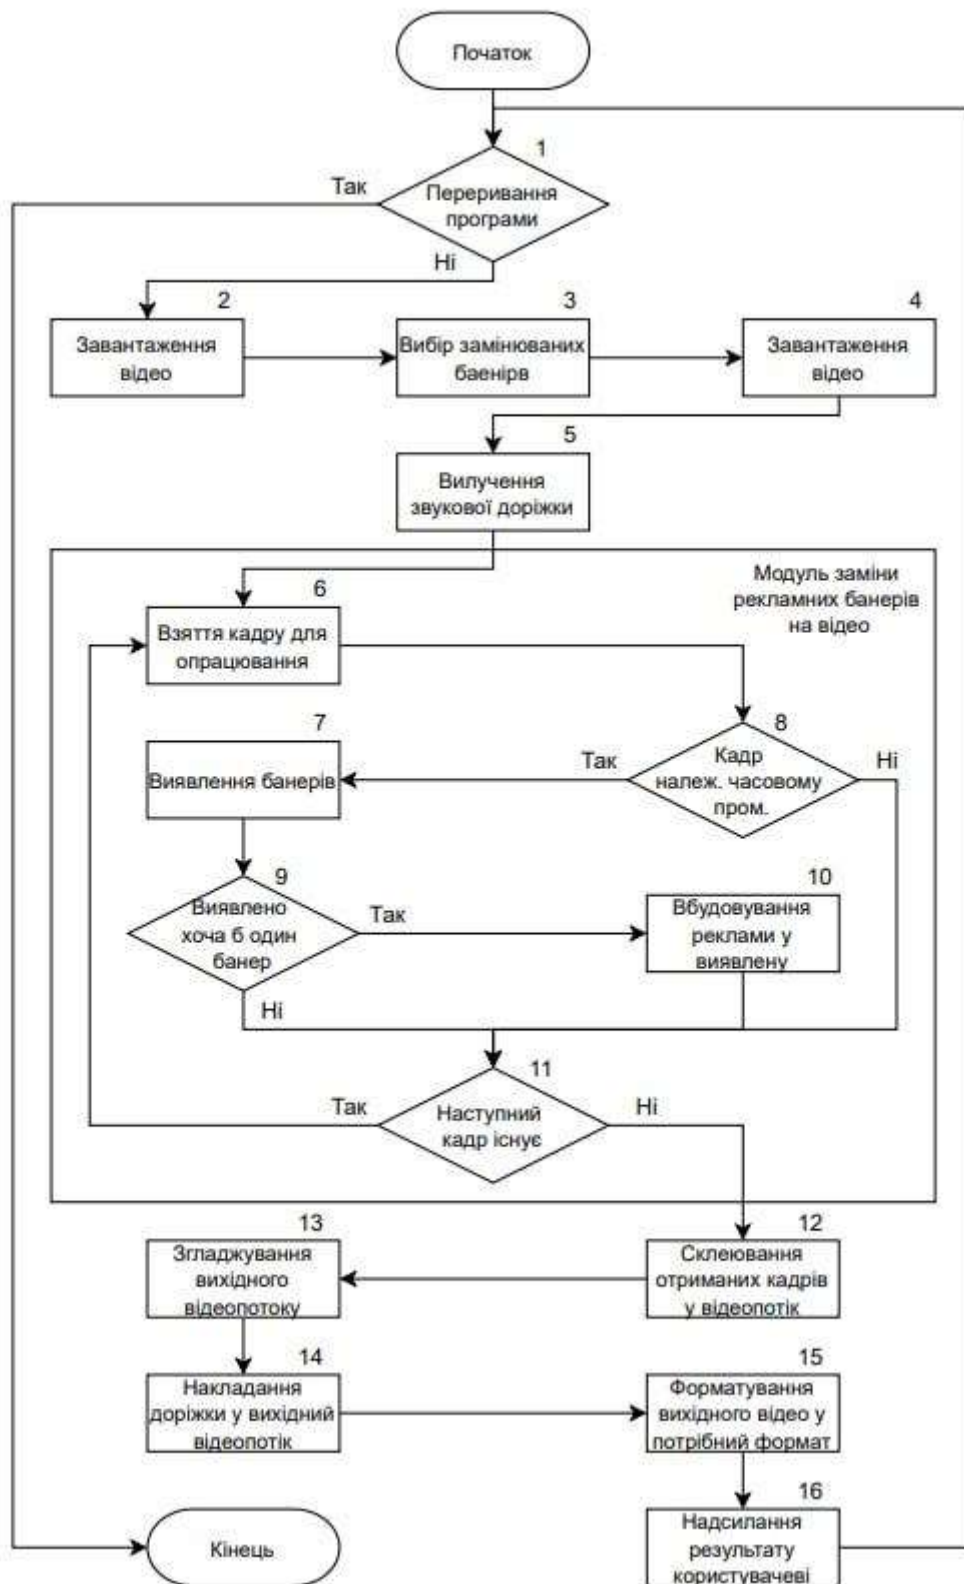 Початок
1
Так
Переривання
програми
Ні
2
Завантаження
відео
3
Вибір замінюваних
баенірв
4
Завантаження
відео
5
Вилучення
звукової доріжки
Модуль заміни
рекламних банерів
на відео
6
Взяття кадру для
опрацювання
7
Виявлення банерів
8
Так
Кадр
належ. часовому
пром.
Ні
9
Виявлено
хоча б один
банер
Так
Ні
10
Вбудовування
реклами у
виявлену
11
Так
Наступний
кадр існує
Ні
12
Склеювання
отриманих кадрів
у відеопотік
13
Згладжування
вихідного
відеопотоку
14
Накладання
доріжки у вихідний
відеопотік
15
Форматування
вихідного відео у
потрібний формат
16
Надсилання
результату
користувачеві
Кінець